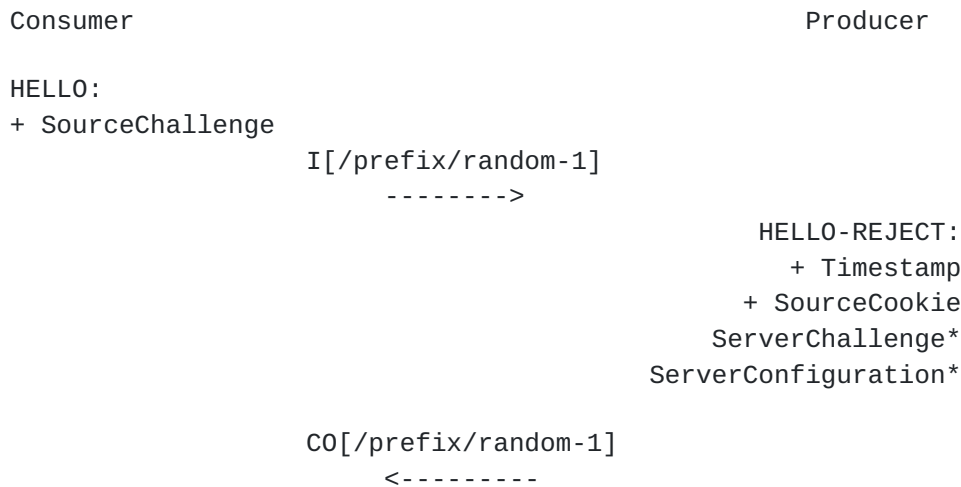 Consumer Producer
HELLO:
+ SourceChallenge
I[/prefix/random-1]
-------->
HELLO-REJECT:
+ Timestamp
+ SourceCookie
ServerChallenge*
ServerConfiguration*
CO[/prefix/random-1]
<---------